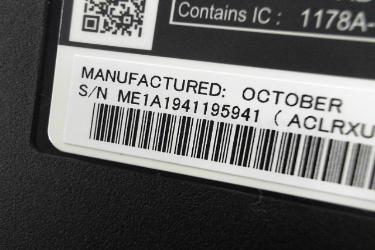 Contains IC : 1178A-
MANUFACTURED: OCTOBER
S/N ME1A1941195941 ( ACLRXU